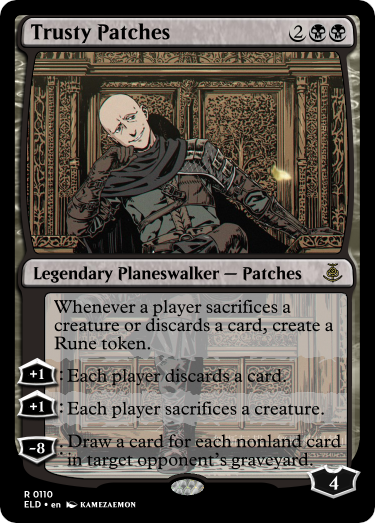 Trusty Patches 2
Legendary Planeswalker — Patches
Whenever a player sacrifices a
creature or discards a card, create a
Rune token.
+1 : Each player discards a card.
+1 : Each player sacrifices a creature.
-8 : Draw a card for each nonland card
in target opponent's graveyard.
4
R 0110
ELD • en KAMEZAEMON